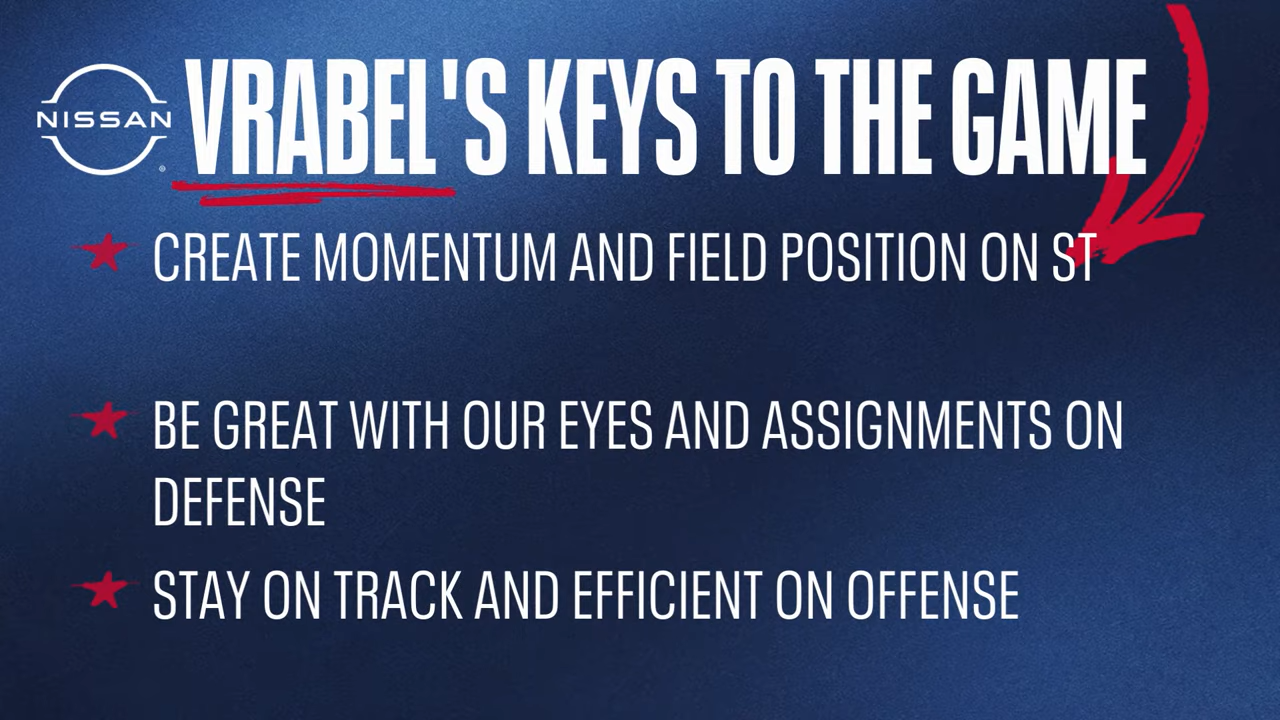 NISSAN
VRABEL'S KEYS TO THE GAME
CREATE MOMENTUM AND FIELD POSITION ON ST
BE GREAT WITH OUR EYES AND ASSIGNMENTS ON
DEFENSE
STAY ON TRACK AND EFFICIENT ON OFFENSE